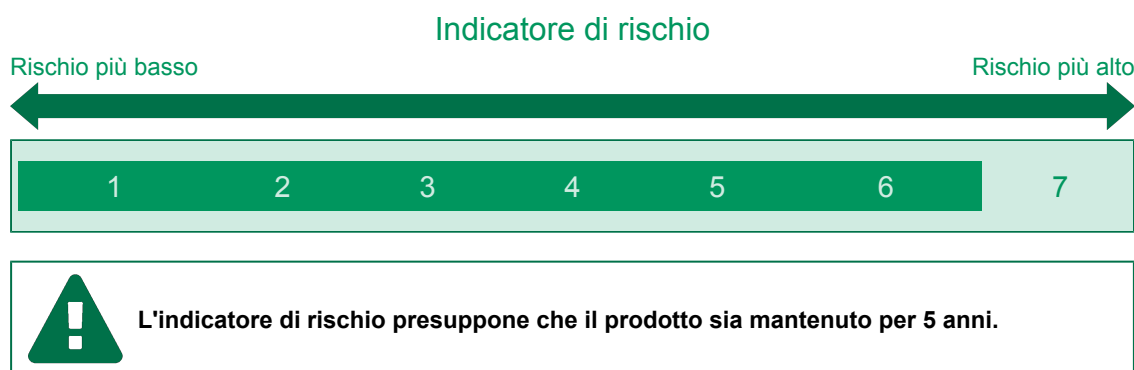 Indicatore di rischio
Rischio più basso Rischio più alto
1 2 3 4 5 6 7
L'indicatore di rischio presuppone che il prodotto sia mantenuto per 5 anni.